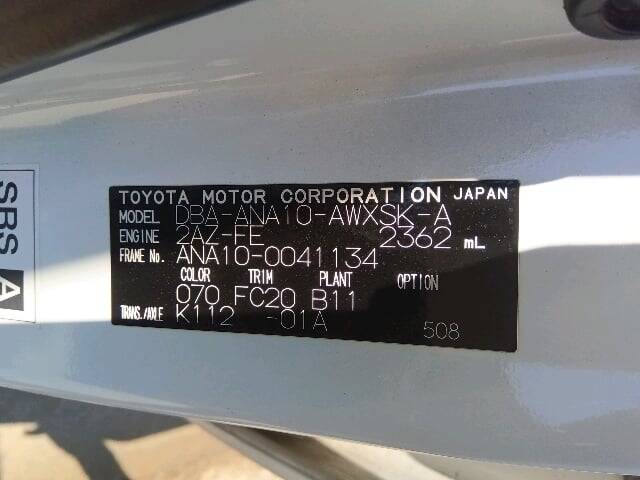 TOYOTA MOTOR CORPORATION JAPAN
MODEL DBA-ANA10-AWXSK-A
ENGINE 2AZ-FE 2362 mL
FRAME No. ANA10-0041134
COLOR TRIM PLANT OPTION
070 FC20 B11
TRANS./AXLE K112 -01A
508
SRS A